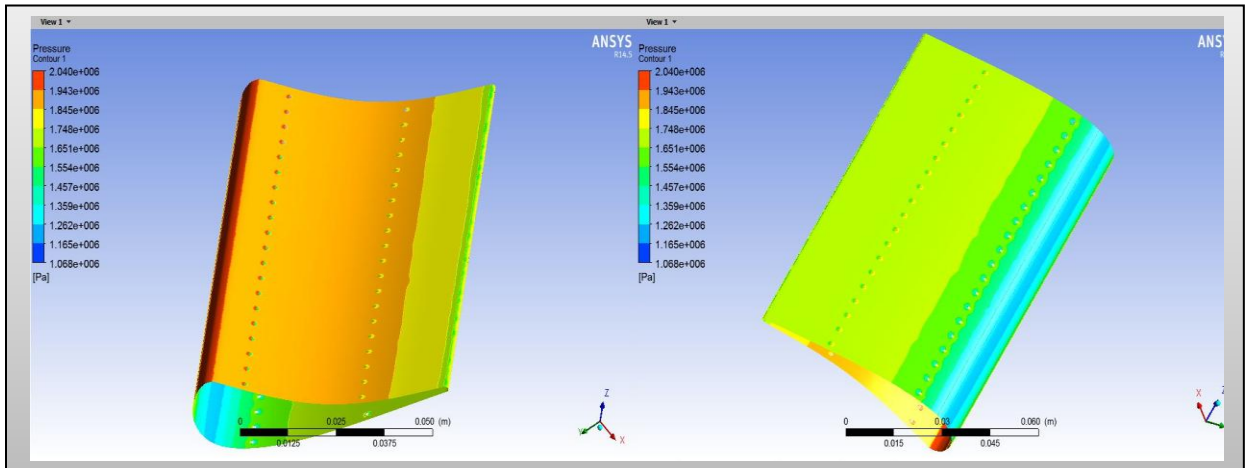 View 1
Pressure
Contour 1
2.040e+006
1.943e+006
1.845e+006
1.748e+006
1.651e+006
1.554e+006
1.457e+006
1.359e+006
1.262e+006
1.165e+006
1.068e+006
[Pa]
ANSYS
R14.5
0 0.025 0.050 (m)
0.0125 0.0375
Z
Y X
View 1
Pressure
Contour 1
2.040e+006
1.943e+006
1.845e+006
1.748e+006
1.651e+006
1.554e+006
1.457e+006
1.359e+006
1.262e+006
1.165e+006
1.068e+006
[Pa]
ANSY
R
0 0.03 0.060 (m)
0.015 0.045
X Z